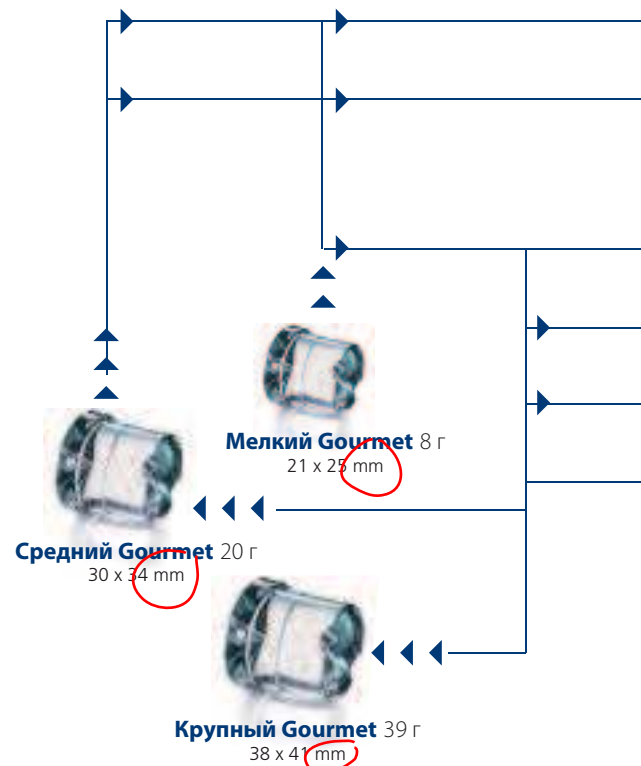 Мелкий Gourmet 8 г
21 x 25 mm
Средний Gourmet 20 г
30 x 34 mm
Крупный Gourmet 39 г
38 x 41 mm